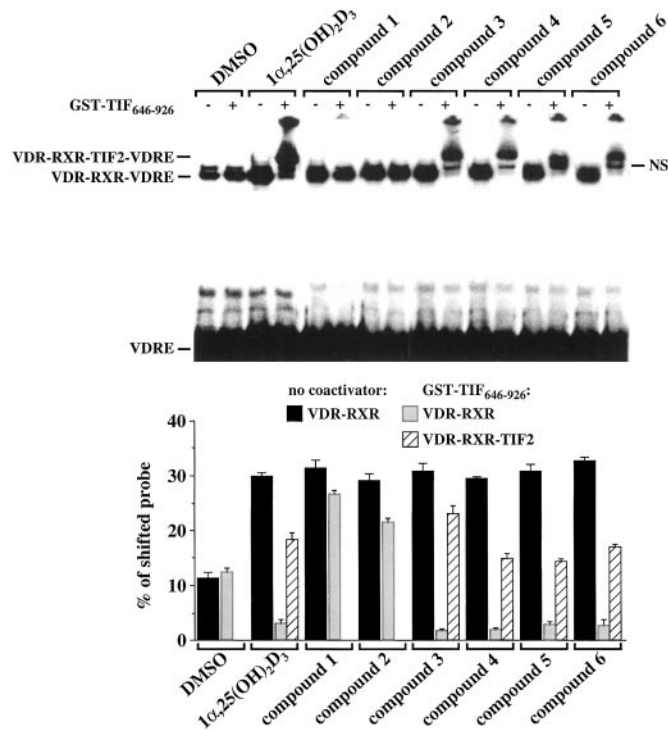 DMSO
1α,25(OH)₂D₃
compound 1
compound 2
compound 3
compound 4
compound 5
compound 6
GST-TIF₆₄₆₋₉₂₆ - + - + - + - + - + - + - + - +
VDR-RXR-TIF2-VDRE
NS
VDR-RXR-VDRE
VDRE
no coactivator: GST-TIF₆₄₆₋₉₂₆:
VDR-RXR VDR-RXR
VDR-RXR-TIF2
% of shifted probe
40
30
20
10
0
DMSO
1α,25(OH)₂D₃
compound 1
compound 2
compound 3
compound 4
compound 5
compound 6